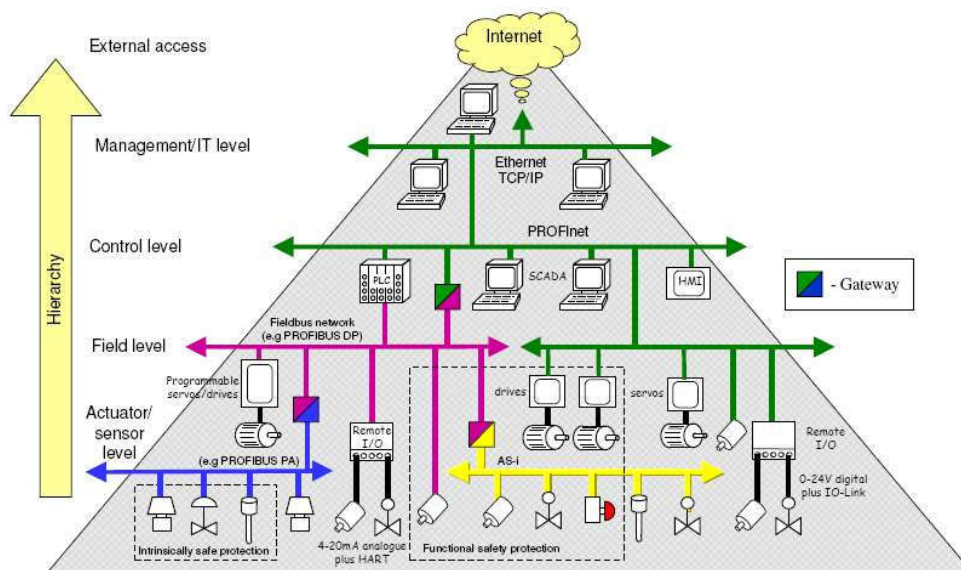 External access
Internet
Management/IT level
Ethernet
TCP/IP
Control level
PROFInet
PLC
SCADA
HMI
- Gateway
Hierarchy
Fieldbus network
(e.g PROFIBUS DP)
Field level
Programmable
servos/drives
drives
servos
Actuator/
sensor
level
Remote
I/O
Remote
I/O
(e.g PROFIBUS PA)
AS-i
0-24V digital
plus IO-Link
Intrinsically safe protection
4-20mA analogue
plus HART
Functional safety protection